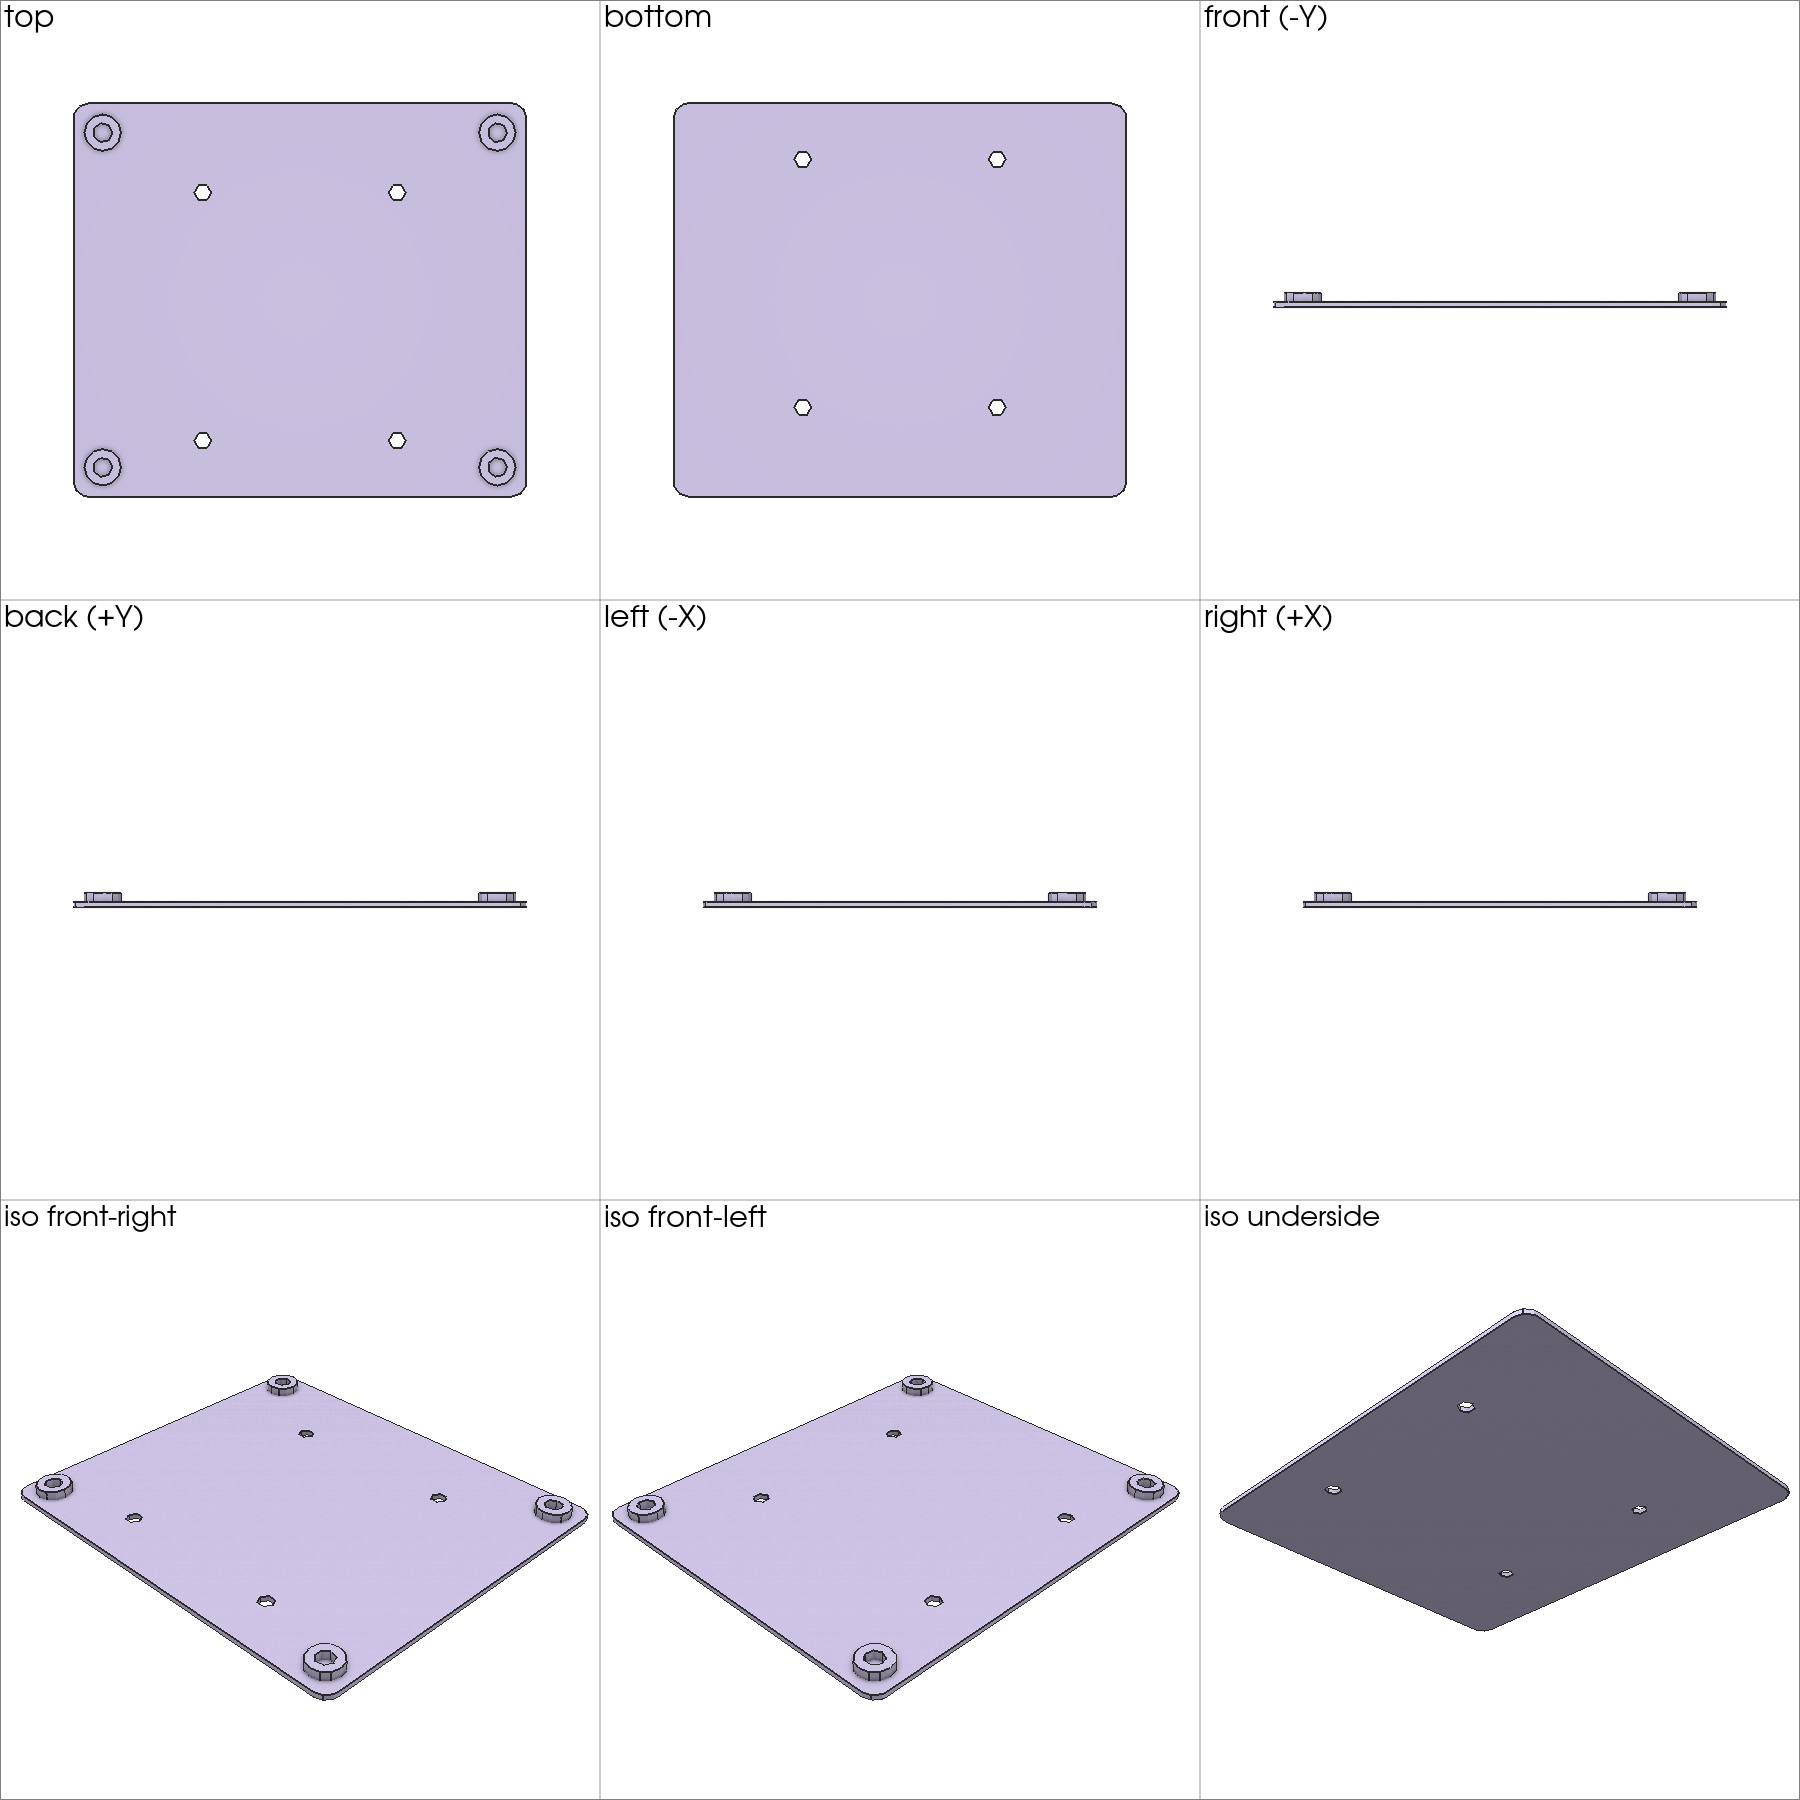 top
bottom
front (-Y)
back (+Y)
left (-X)
right (+X)
iso front-right
iso front-left
iso underside